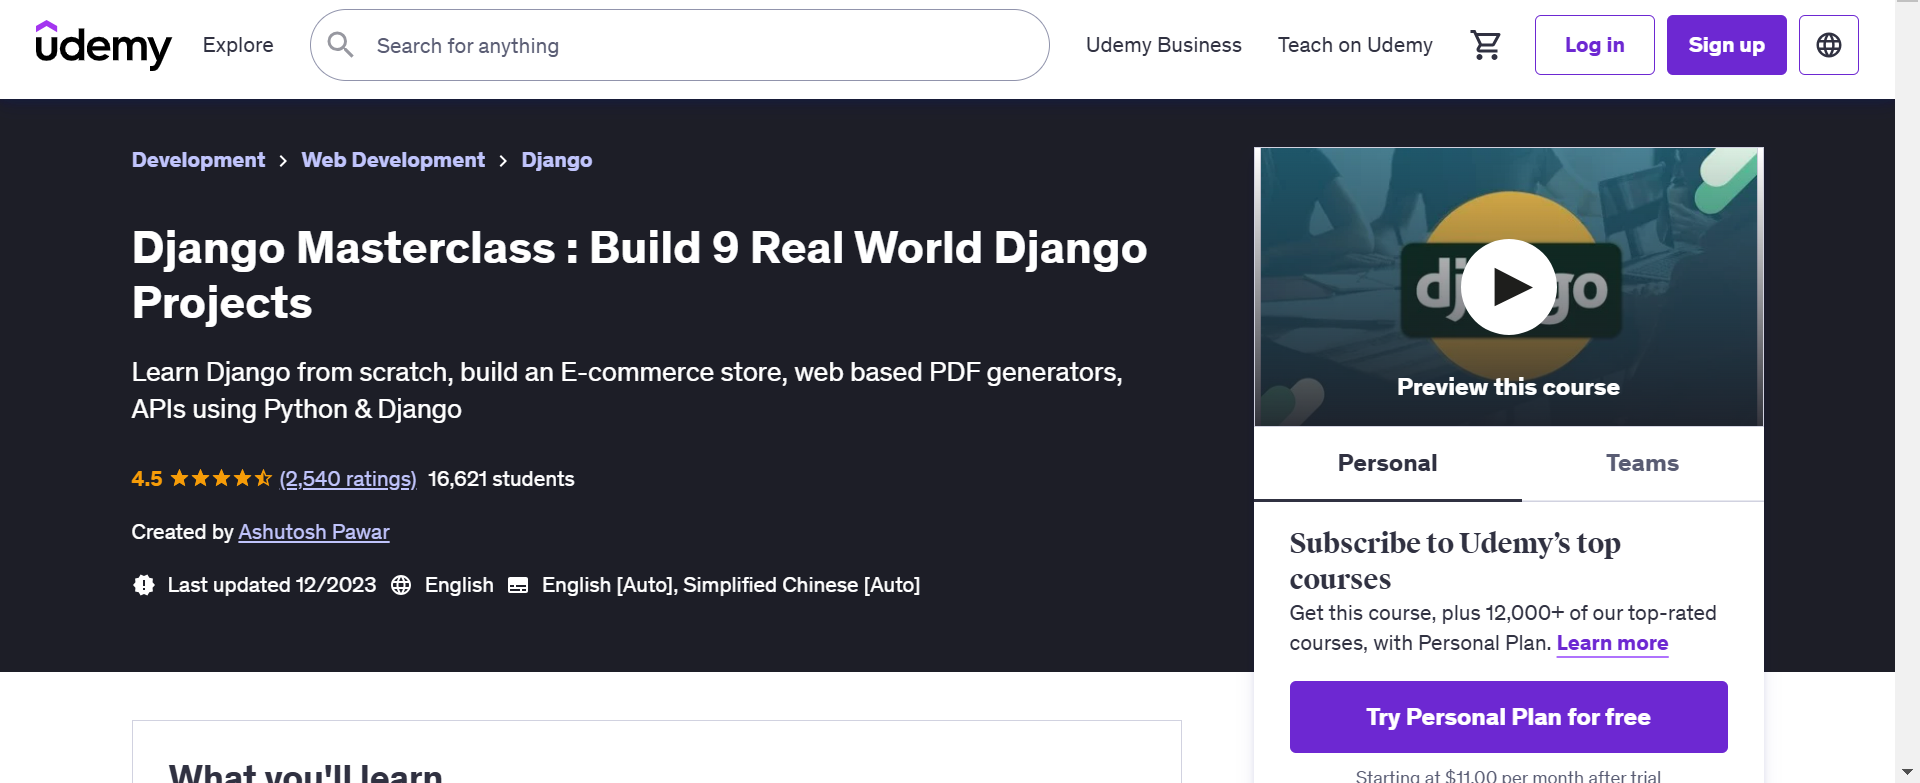 udemy Explore Search for anything Udemy Business Teach on Udemy Log in Sign up
Development > Web Development > Django
Django Masterclass : Build 9 Real World Django
Projects
Learn Django from scratch, build an E-commerce store, web based PDF generators,
APIs using Python & Django
4.5 (2,540 ratings) 16,621 students
Created by Ashutosh Pawar
Last updated 12/2023 English English [Auto], Simplified Chinese [Auto]
What you'll learn
Preview this course
Personal Teams
Subscribe to Udemy's top
courses
Get this course, plus 12,000+ of our top-rated
courses, with Personal Plan. Learn more
Try Personal Plan for free
Starting at $11.00 per month after trial